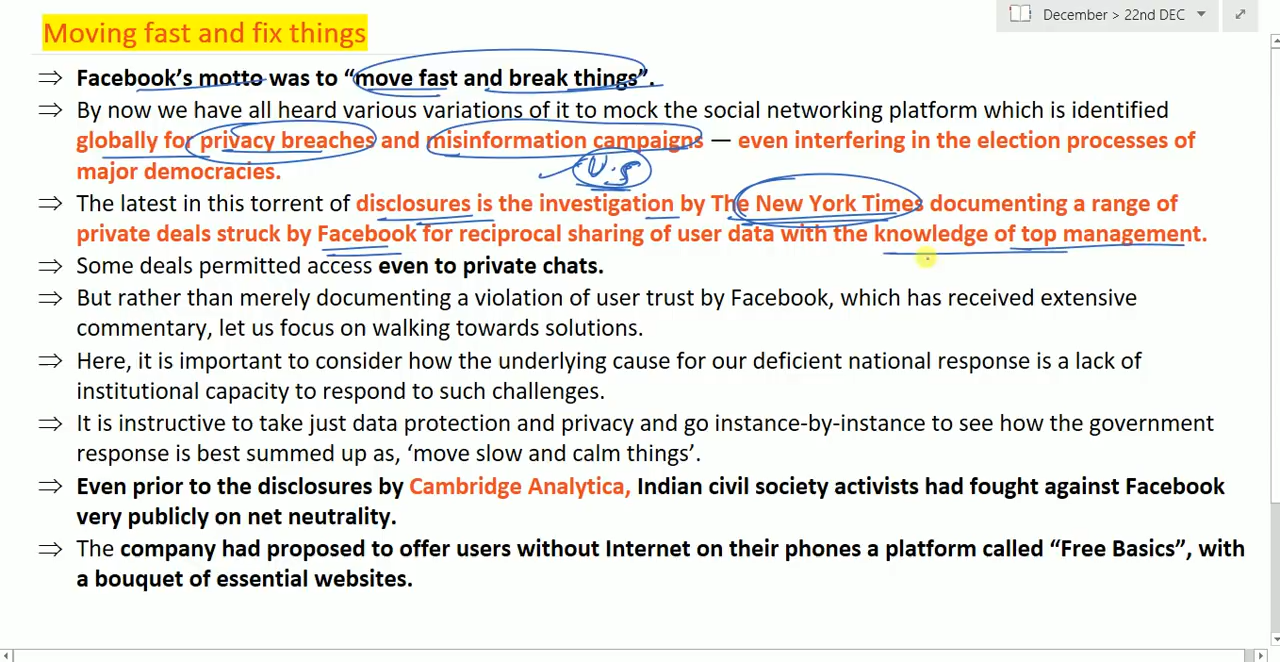 December > 22nd DEC
Moving fast and fix things
⇒ Facebook's motto was to “move fast and break things”.
⇒ By now we have all heard various variations of it to mock the social networking platform which is identified
globally for privacy breaches and misinformation campaigns — even interfering in the election processes of
major democracies.
U.S
⇒ The latest in this torrent of disclosures is the investigation by The New York Times documenting a range of
private deals struck by Facebook for reciprocal sharing of user data with the knowledge of top management.
⇒ Some deals permitted access even to private chats.
⇒ But rather than merely documenting a violation of user trust by Facebook, which has received extensive
commentary, let us focus on walking towards solutions.
⇒ Here, it is important to consider how the underlying cause for our deficient national response is a lack of
institutional capacity to respond to such challenges.
⇒ It is instructive to take just data protection and privacy and go instance-by-instance to see how the government
response is best summed up as, ‘move slow and calm things’.
⇒ Even prior to the disclosures by Cambridge Analytica, Indian civil society activists had fought against Facebook
very publicly on net neutrality.
⇒ The company had proposed to offer users without Internet on their phones a platform called “Free Basics”, with
a bouquet of essential websites.